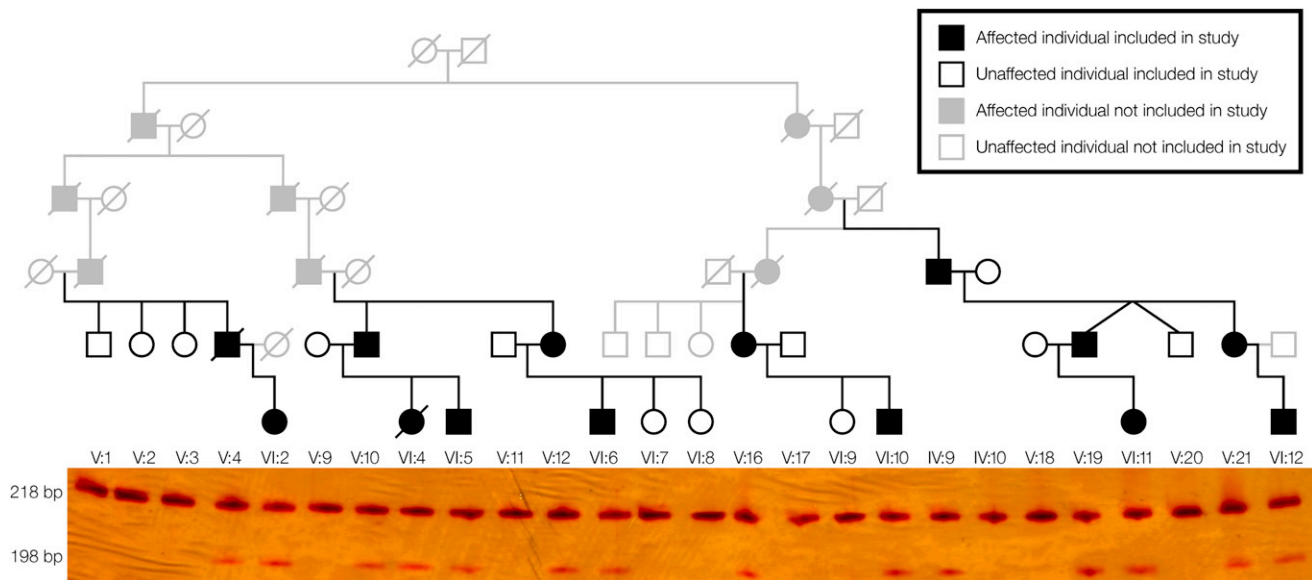 Affected individual included in study
Unaffected individual included in study
Affected individual not included in study
Unaffected individual not included in study
V:1 V:2 V:3 V:4 VI:2 V:9 V:10 VI:4 VI:5 V:11 V:12 VI:6 VI:7 VI:8 V:16 V:17 VI:9 VI:10 IV:9 IV:10 V:18 V:19 VI:11 V:20 V:21 VI:12
218 bp
198 bp